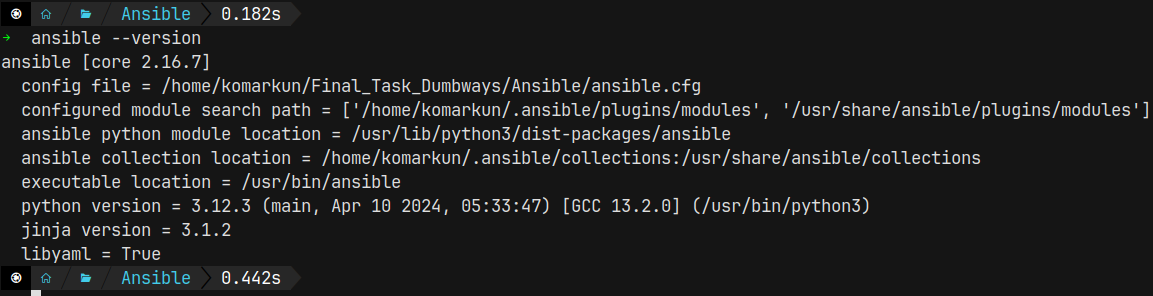 Ansible 0.182s
→ ansible --version
ansible [core 2.16.7]
  config file = /home/komarkun/Final_Task_Dumbways/Ansible/ansible.cfg
  configured module search path = ['/home/komarkun/.ansible/plugins/modules', '/usr/share/ansible/plugins/modules']
  ansible python module location = /usr/lib/python3/dist-packages/ansible
  ansible collection location = /home/komarkun/.ansible/collections:/usr/share/ansible/collections
  executable location = /usr/bin/ansible
  python version = 3.12.3 (main, Apr 10 2024, 05:33:47) [GCC 13.2.0] (/usr/bin/python3)
  jinja version = 3.1.2
  libyaml = True
Ansible 0.442s